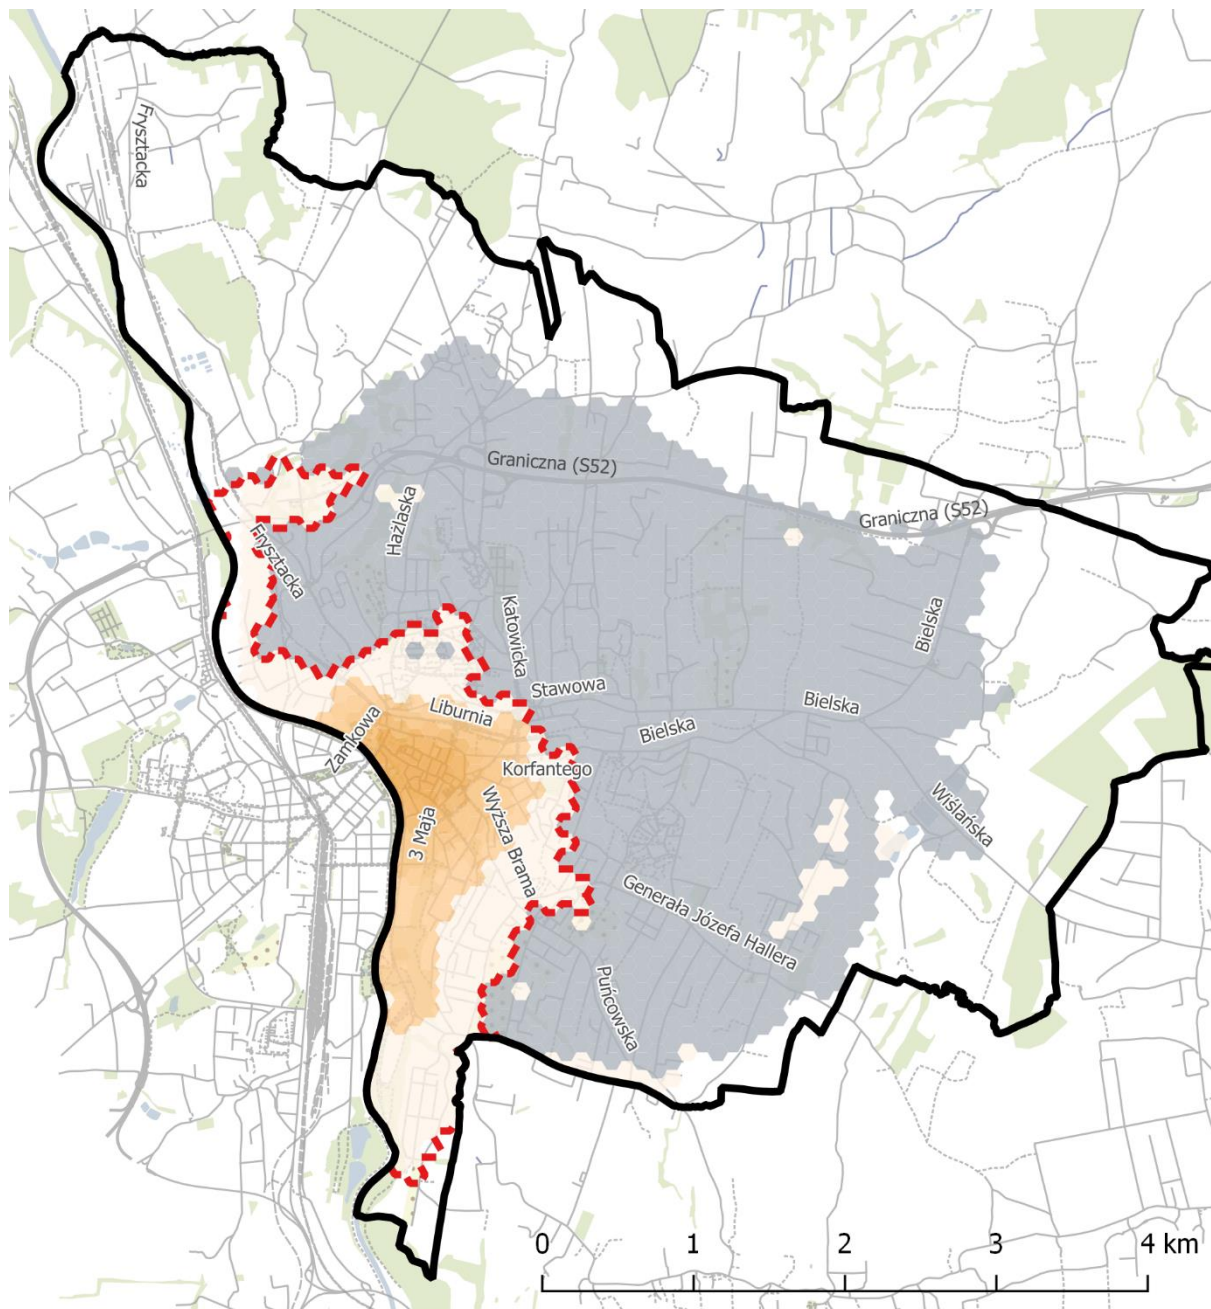 Frysztacka
Graniczna (S52)
Haźlaska
Graniczna (S52)
Frysztacka
Katowicka
Bielska
Stawowa
Bielska
Liburnia
Zamkowa
Bielska
Korfantego
3 Maja
Wyższa Brama
Wiślańska
Generała Józefa Hallera
Puńcowska
0 1 2 3 4 km